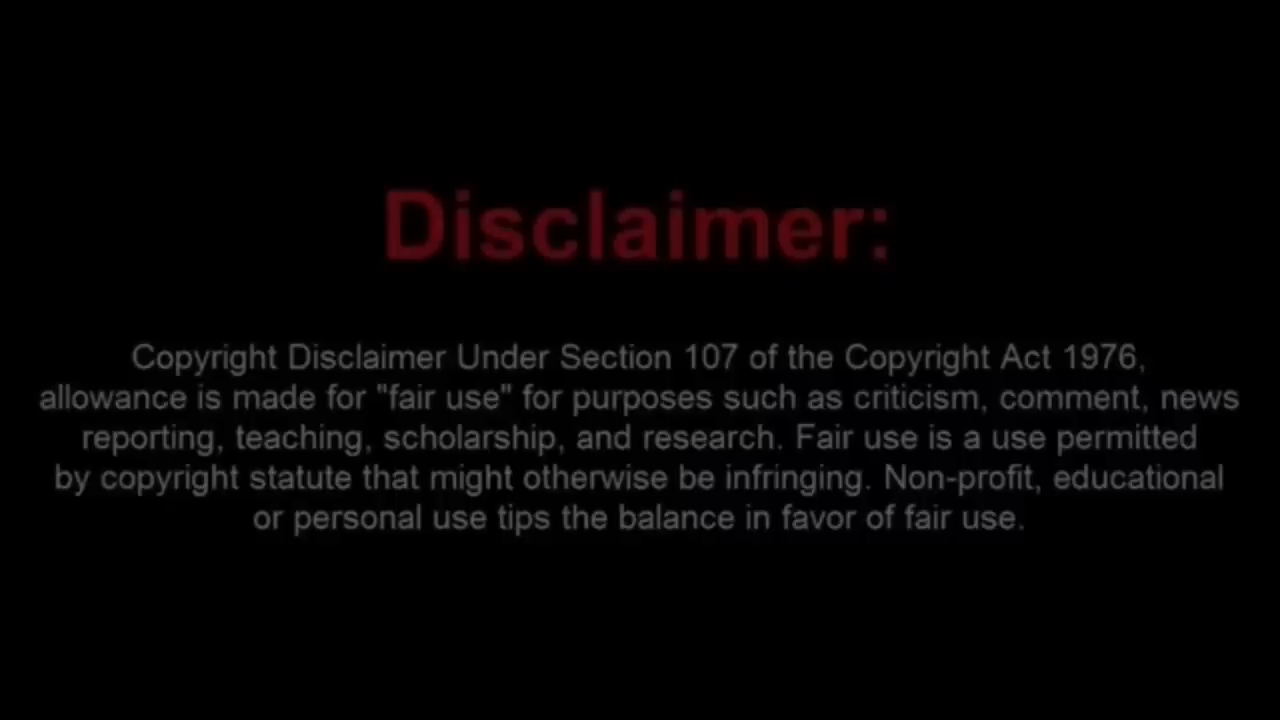 Disclaimer:
Copyright Disclaimer Under Section 107 of the Copyright Act 1976,
allowance is made for "fair use" for purposes such as criticism, comment, news
reporting, teaching, scholarship, and research. Fair use is a use permitted
by copyright statute that might otherwise be infringing. Non-profit, educational
or personal use tips the balance in favor of fair use.